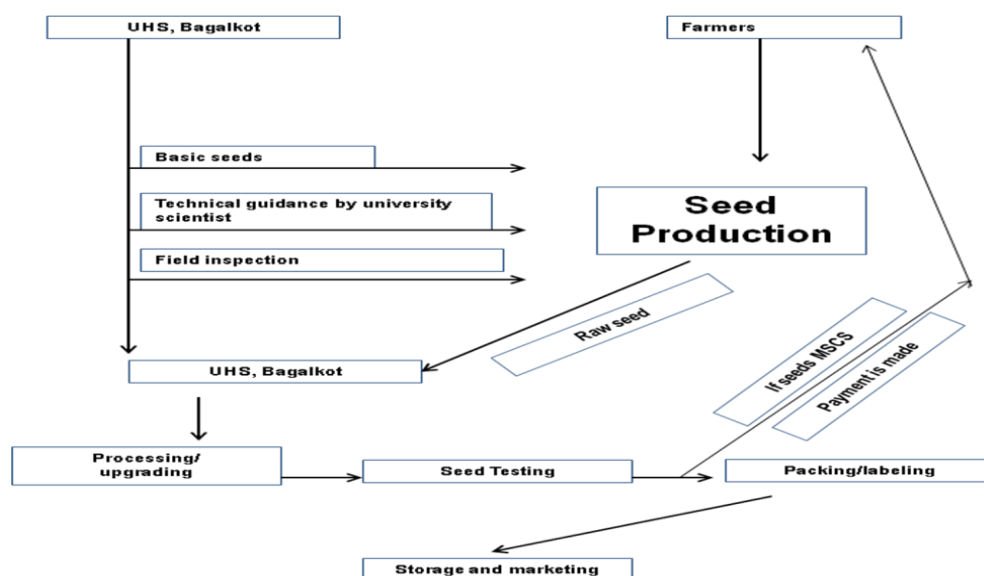 UHS, Bagalkot
Farmers
Basic seeds
Technical guidance by university
scientist
Seed
Production
Field inspection
Raw seed
If seeds MSCS
Payment is made
UHS, Bagalkot
Processing/
upgrading
Seed Testing
Packing/labeling
Storage and marketing